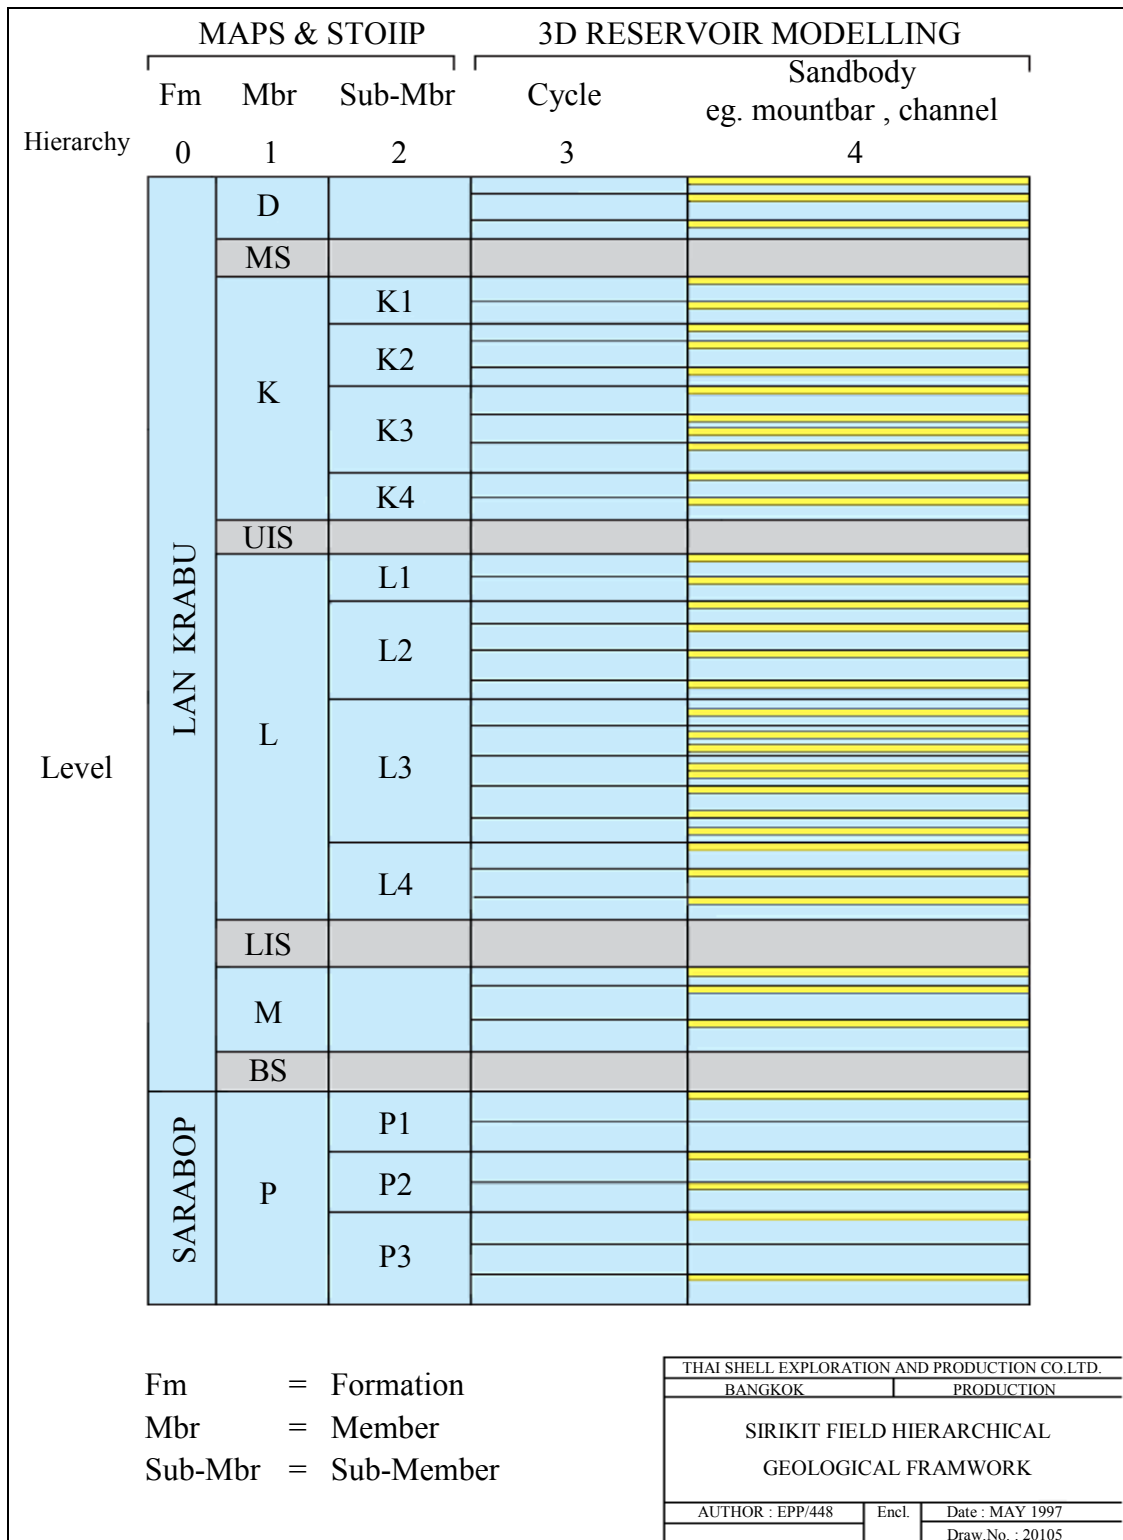 MAPS & STOIIP 3D RESERVOIR MODELLING
Fm Mbr Sub-Mbr Cycle Sandbody
eg. mountbar , channel
Hierarchy 0 1 2 3 4
D
MS
K1
K2
K
K3
K4
UIS
LAN KRABU
L1
L2
L
Level
L3
L4
LIS
M
BS
SARABOP
P1
P2
P
P3
Fm = Formation
Mbr = Member
Sub-Mbr = Sub-Member
THAI SHELL EXPLORATION AND PRODUCTION CO.LTD.
BANGKOK PRODUCTION
SIRIKIT FIELD HIERARCHICAL
GEOLOGICAL FRAMWORK
AUTHOR : EPP/448 Encl. Date : MAY 1997
Draw.No. : 20105